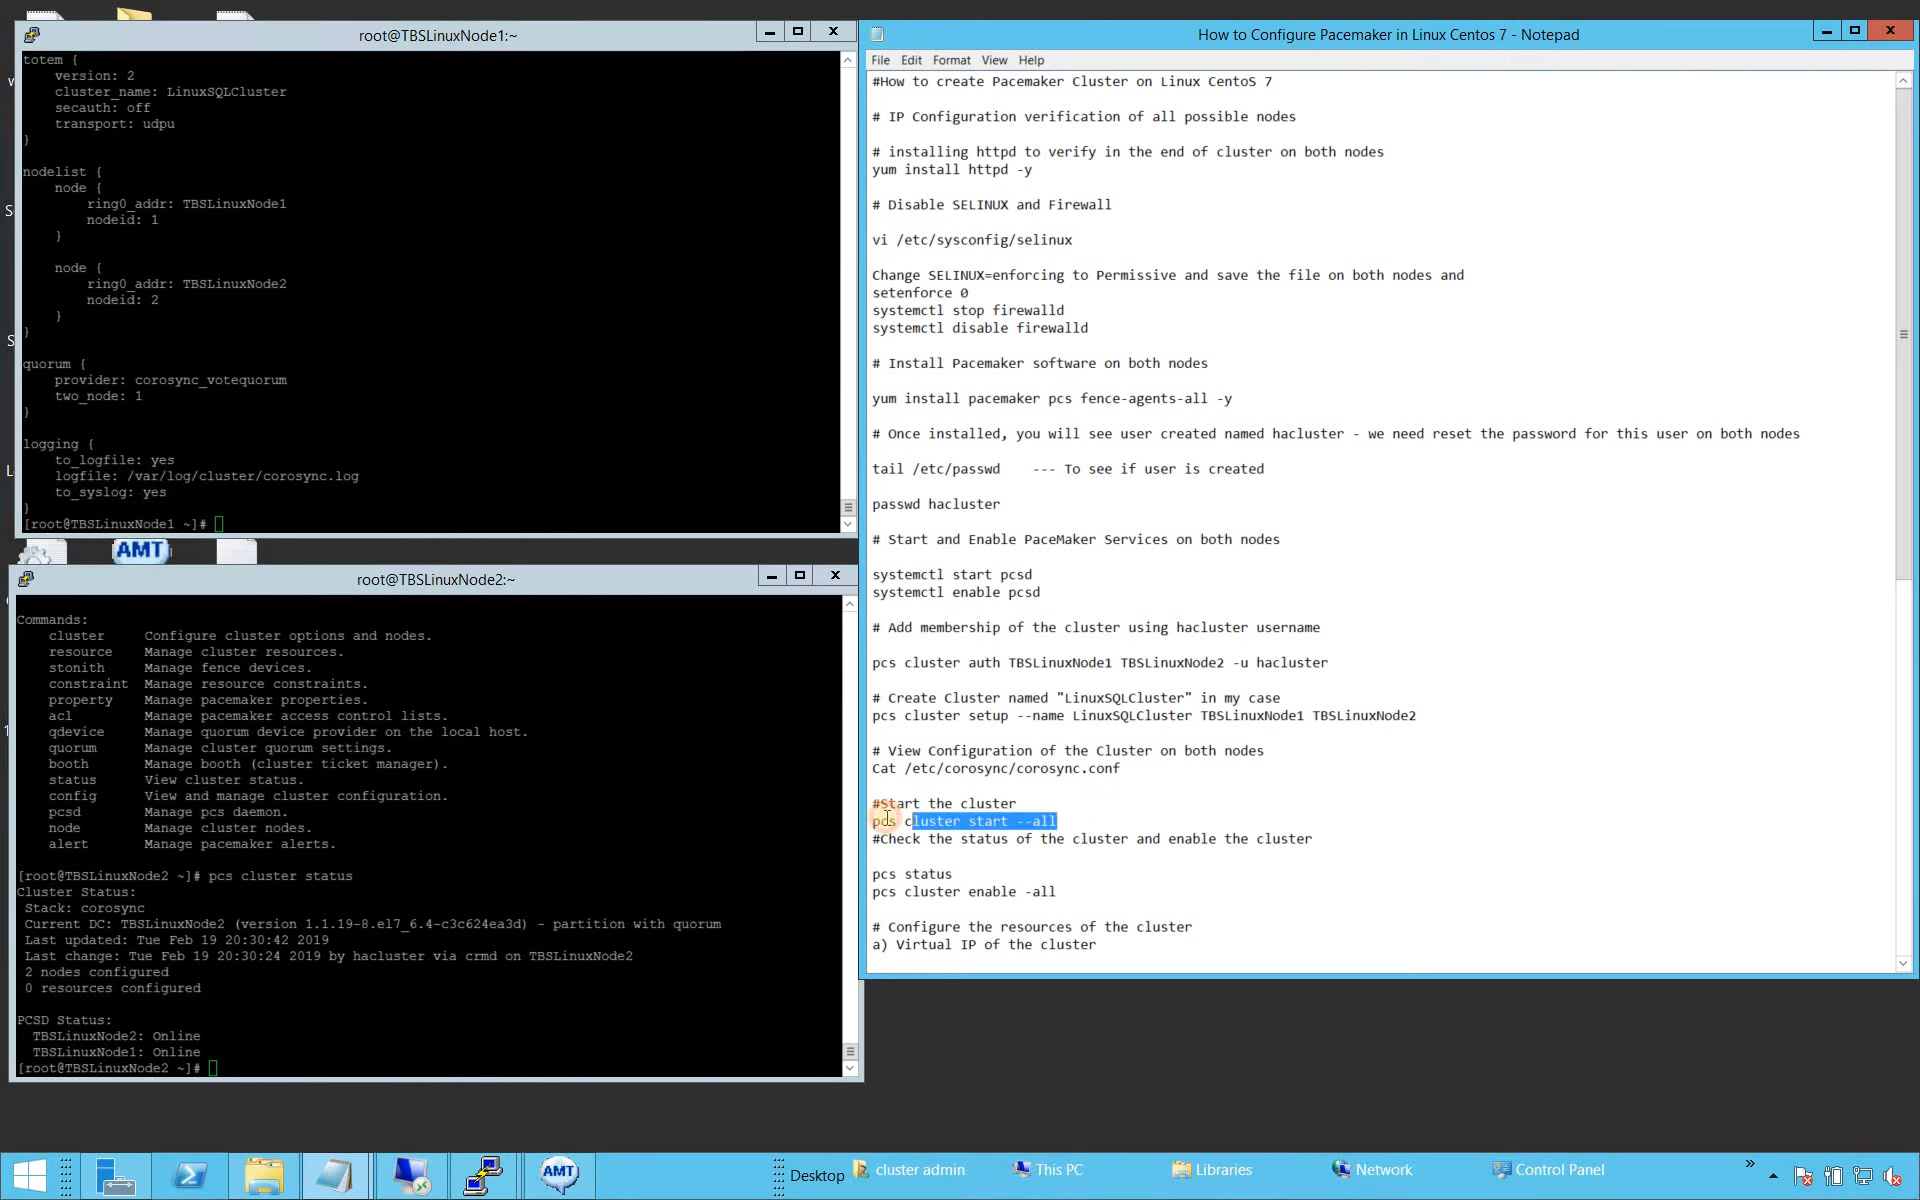 root@TBSLinuxNode1:~
totem {
version: 2
cluster_name: LinuxSQLCluster
secauth: off
transport: udpu
}
nodelist {
node {
ring0_addr: TBSLinuxNode1
nodeid: 1
}
node {
ring0_addr: TBSLinuxNode2
nodeid: 2
}
}
quorum {
provider: corosync_votequorum
two_node: 1
}
logging {
to_logfile: yes
logfile: /var/log/cluster/corosync.log
to_syslog: yes
}
[root@TBSLinuxNode1 ~]#
AMT
root@TBSLinuxNode2:~
Commands:
cluster Configure cluster options and nodes.
resource Manage cluster resources.
stonith Manage fence devices.
constraint Manage resource constraints.
property Manage pacemaker properties.
acl Manage pacemaker access control lists.
qdevice Manage quorum device provider on the local host.
quorum Manage cluster quorum settings.
booth Manage booth (cluster ticket manager).
status View cluster status.
config View and manage cluster configuration.
pcsd Manage pcs daemon.
node Manage cluster nodes.
alert Manage pacemaker alerts.
[root@TBSLinuxNode2 ~]# pcs cluster status
Cluster Status:
Stack: corosync
Current DC: TBSLinuxNode2 (version 1.1.19-8.el7_6.4-c3c624ea3d) - partition with quorum
Last updated: Tue Feb 19 20:30:42 2019
Last change: Tue Feb 19 20:30:24 2019 by hacluster via crmd on TBSLinuxNode2
2 nodes configured
0 resources configured
PCSD Status:
TBSLinuxNode2: Online
TBSLinuxNode1: Online
[root@TBSLinuxNode2 ~]#
How to Configure Pacemaker in Linux Centos 7 - Notepad
File Edit Format View Help
#How to create Pacemaker Cluster on Linux CentoS 7
# IP Configuration verification of all possible nodes
# installing httpd to verify in the end of cluster on both nodes
yum install httpd -y
# Disable SELINUX and Firewall
vi /etc/sysconfig/selinux
Change SELINUX=enforcing to Permissive and save the file on both nodes and
setenforce 0
systemctl stop firewalld
systemctl disable firewalld
# Install Pacemaker software on both nodes
yum install pacemaker pcs fence-agents-all -y
# Once installed, you will see user created named hacluster - we need reset the password for this user on both nodes
tail /etc/passwd --- To see if user is created
passwd hacluster
# Start and Enable PaceMaker Services on both nodes
systemctl start pcsd
systemctl enable pcsd
# Add membership of the cluster using hacluster username
pcs cluster auth TBSLinuxNode1 TBSLinuxNode2 -u hacluster
# Create Cluster named "LinuxSQLCluster" in my case
pcs cluster setup --name LinuxSQLCluster TBSLinuxNode1 TBSLinuxNode2
# View Configuration of the Cluster on both nodes
Cat /etc/corosync/corosync.conf
#Start the cluster
pcs cluster start --all
#Check the status of the cluster and enable the cluster
pcs status
pcs cluster enable -all
# Configure the resources of the cluster
a) Virtual IP of the cluster
AMT
Desktop
cluster admin
This PC
Libraries
Network
Control Panel